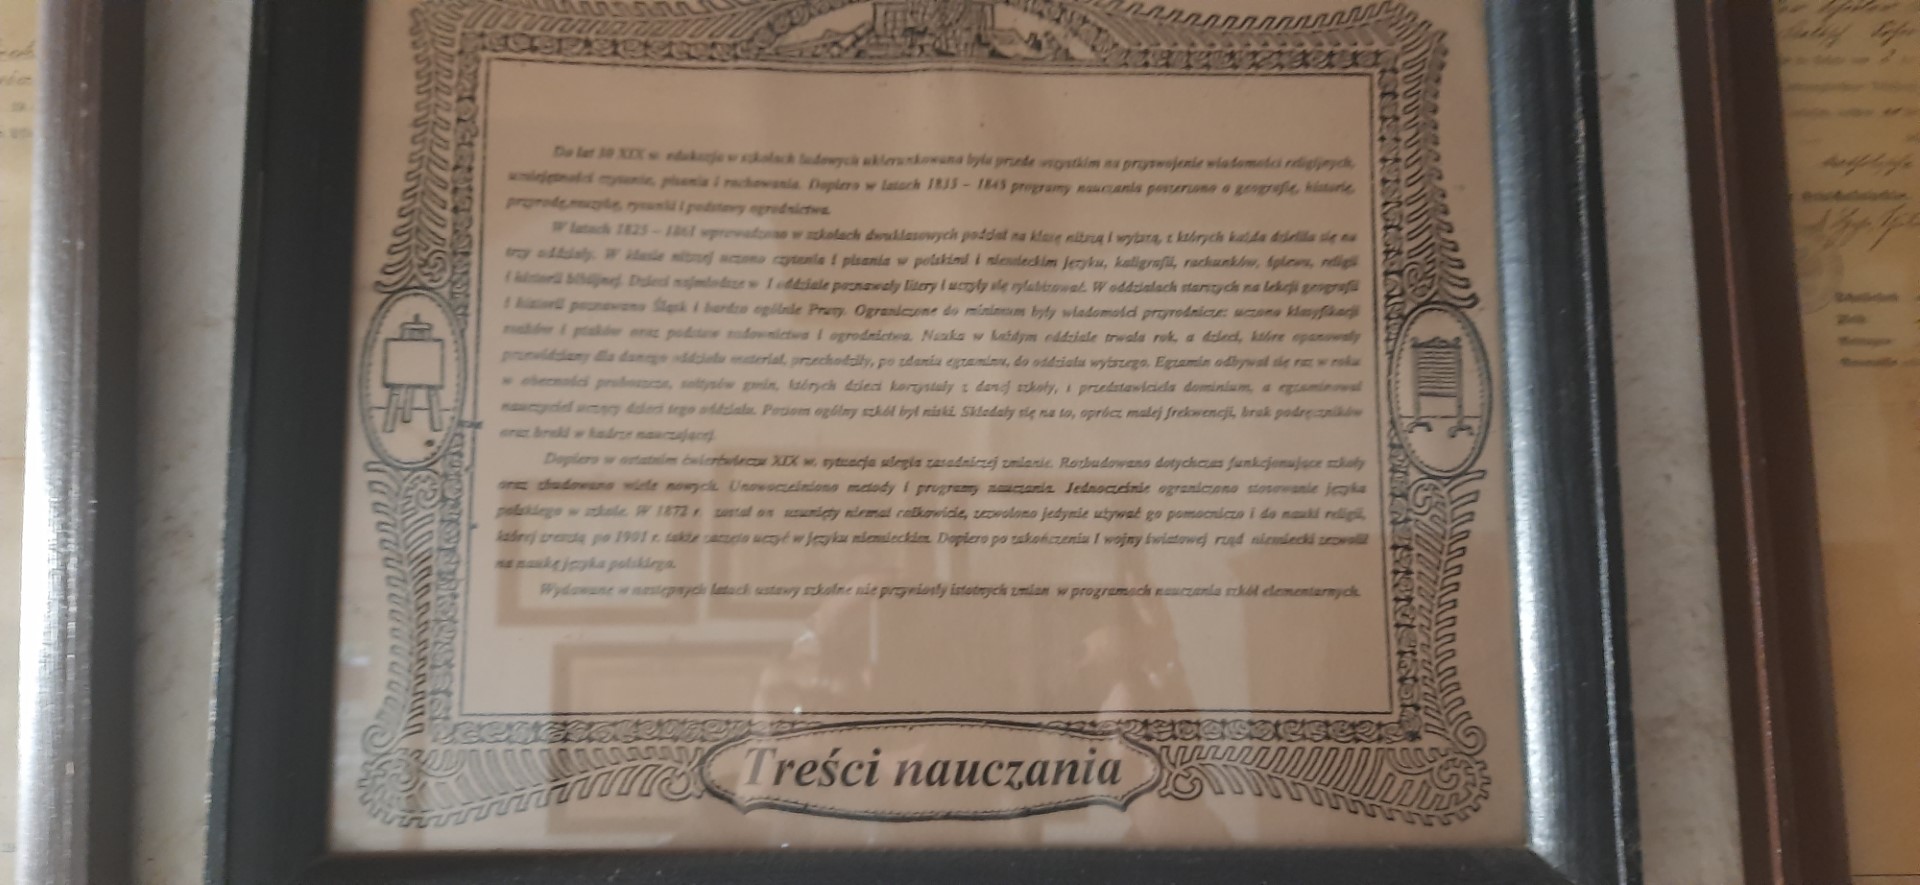 Do lat 30 XIX w. edukacja w szkołach ludowych ukierunkowana była przede wszystkim na przyswojenie wiadomości religijnych,
umiejętności czytania, pisania i rachowania. Dopiero w latach 1835 – 1845 programy nauczania poszerzono o geografię, historię,
przyrodę, muzykę, rysunki i podstawy ogrodnictwa.
W latach 1825 – 1861 wprowadzono w szkołach dwuklasowych podział na klasę niższą i wyższą, z których każda dzieliła się na
trzy oddziały. W klasie niższej uczono czytania i pisania w polskim i niemieckim języku, kaligrafii, rachunków, śpiewu, religii
i historii biblijnej. Dzieci najmłodsze w I oddziale poznawały litery i uczyły się sylabizować. W oddziałach starszych na lekcji geografii
i historii poznawano Śląsk i bardzo ogólnie Prusy. Ograniczone do minimum były wiadomości przyrodnicze: uczono klasyfikacji
ssaków i ptaków oraz podstaw sadownictwa i ogrodnictwa. Nauka w każdym oddziale trwała rok, a dzieci, które opanowały
przewidziany dla danego oddziału materiał, przechodziły, po zdaniu egzaminu, do oddziału wyższego. Egzamin odbywał się raz w roku
w obecności proboszcza, sołtysów gmin, których dzieci korzystały z danej szkoły, i przedstawiciela dominium, a egzaminował
nauczyciel uczący dzieci tego oddziału. Poziom ogólny szkół był niski. Składały się na to, oprócz małej frekwencji, brak podręczników
oraz braki w kadrze nauczającej.
Dopiero w ostatnim ćwierćwieczu XIX w. sytuacja uległa zasadniczej zmianie. Rozbudowano dotychczas funkcjonujące szkoły
oraz zbudowano wiele nowych. Unowocześniono metody i programy nauczania. Jednocześnie ograniczono stosowanie języka
polskiego w szkole. W 1872 r. został on usunięty niemal całkowicie, zezwolono jedynie używać go pomocniczo i do nauki religii,
której zresztą po 1901 r. także zaczęto uczyć w języku niemieckim. Dopiero po zakończeniu I wojny światowej rząd niemiecki zezwolił
na naukę języka polskiego.
Wydawane w następnych latach ustawy szkolne nie przyniosły istotnych zmian w programach nauczania szkół elementarnych.
Treści nauczania